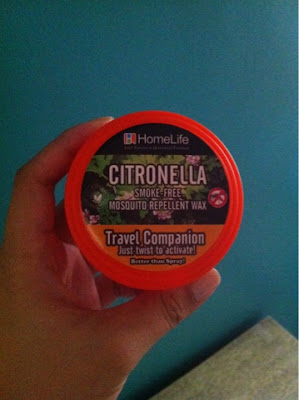 HomeLife
CITRONELLA
SMOKE-FREE
MOSQUITO REPELLENT WAX
Travel Companion
Just twist to activate!
Better than Spray!